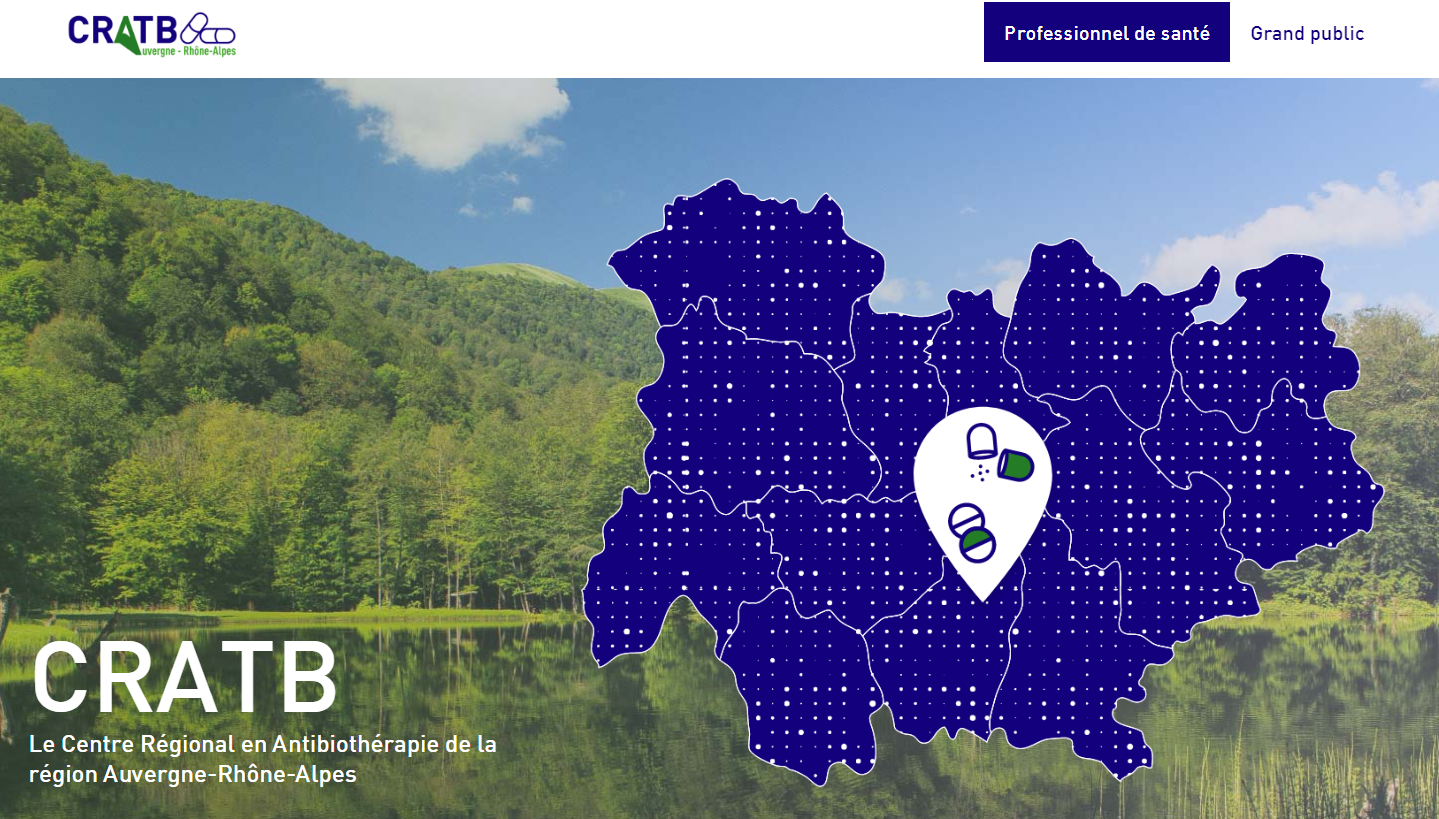 CRATB
uvergne - Rhône-Alpes
Professionnel de santé
Grand public
CRATB
Le Centre Régional en Antibiothérapie de la
région Auvergne-Rhône-Alpes